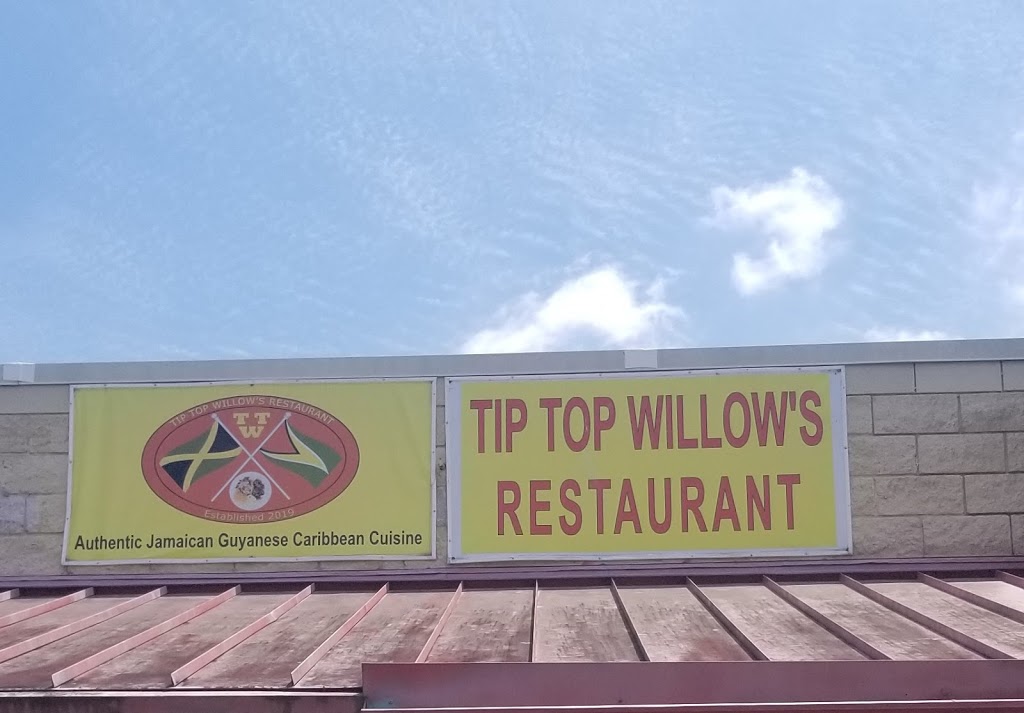 TIP TOP WILLOW'S RESTAURANT
TTW
Established 2019
Authentic Jamaican Guyanese Caribbean Cuisine
TIP TOP WILLOW'S
RESTAURANT